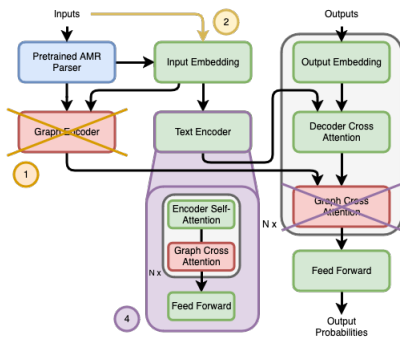 Inputs
Outputs
2
Pretrained AMR
Parser
Input Embedding
Output Embedding
Graph Encoder
Text Encoder
Decoder Cross
Attention
1
Graph Cross
Attention
Encoder Self-
Attention
Graph Cross
Attention
N x
N x
Feed Forward
Feed Forward
4
Output
Probabilities